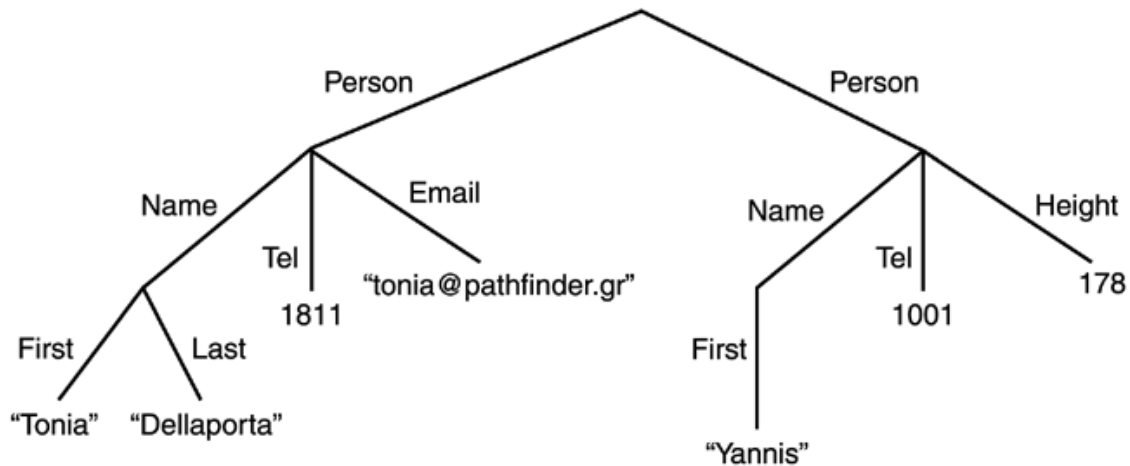 Person Person
Name Email Name Height
Tel Tel
"tonia@pathfinder.gr" 178
1811 1001
First Last First
“Tonia” “Dellaporta”
“Yannis”